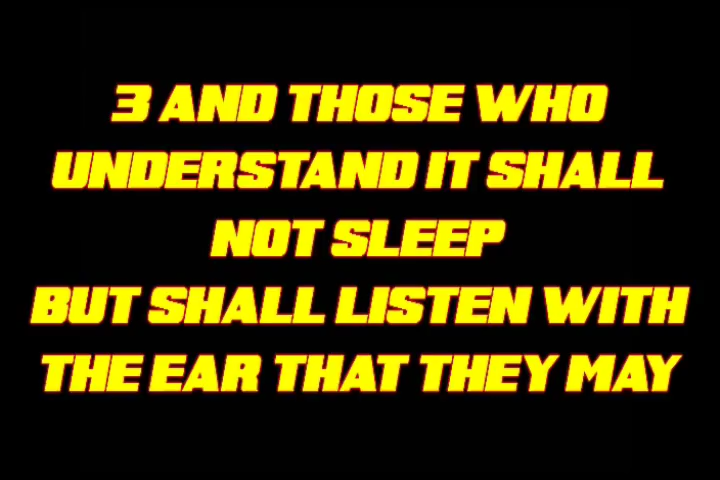 3 AND THOSE WHO
UNDERSTAND IT SHALL
NOT SLEEP
BUT SHALL LISTEN WITH
THE EAR THAT THEY MAY